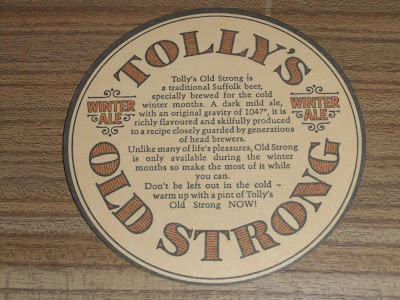 TOLLY'S
Tolly's Old Strong is
a traditional Suffolk beer,
specially brewed for the cold
winter months. A dark mild ale,
with an original gravity of 1047°, it is
richly flavoured and skilfully produced
to a recipe closely guarded by generations
of head brewers.
Unlike many of life's pleasures, Old Strong
is only available during the winter
months so make the most of it while
you can.
Don't be left out in the cold –
warm up with a pint of Tolly's
Old Strong NOW!
WINTER
ALE
WINTER
ALE
OLD STRONG